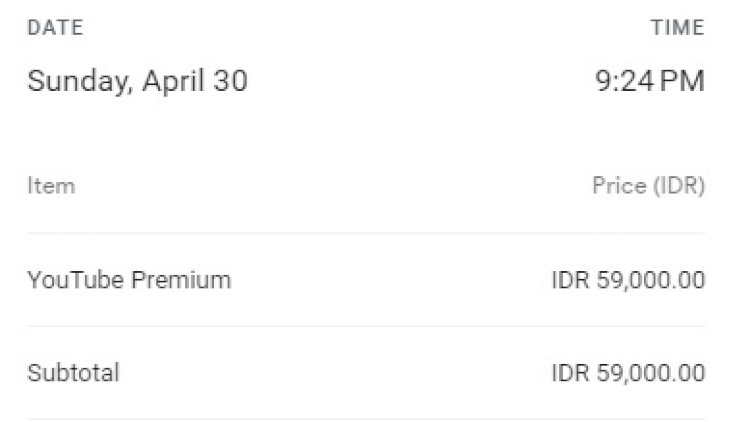 DATE TIME
Sunday, April 30 9:24 PM
Item Price (IDR)
YouTube Premium IDR 59,000.00
Subtotal IDR 59,000.00